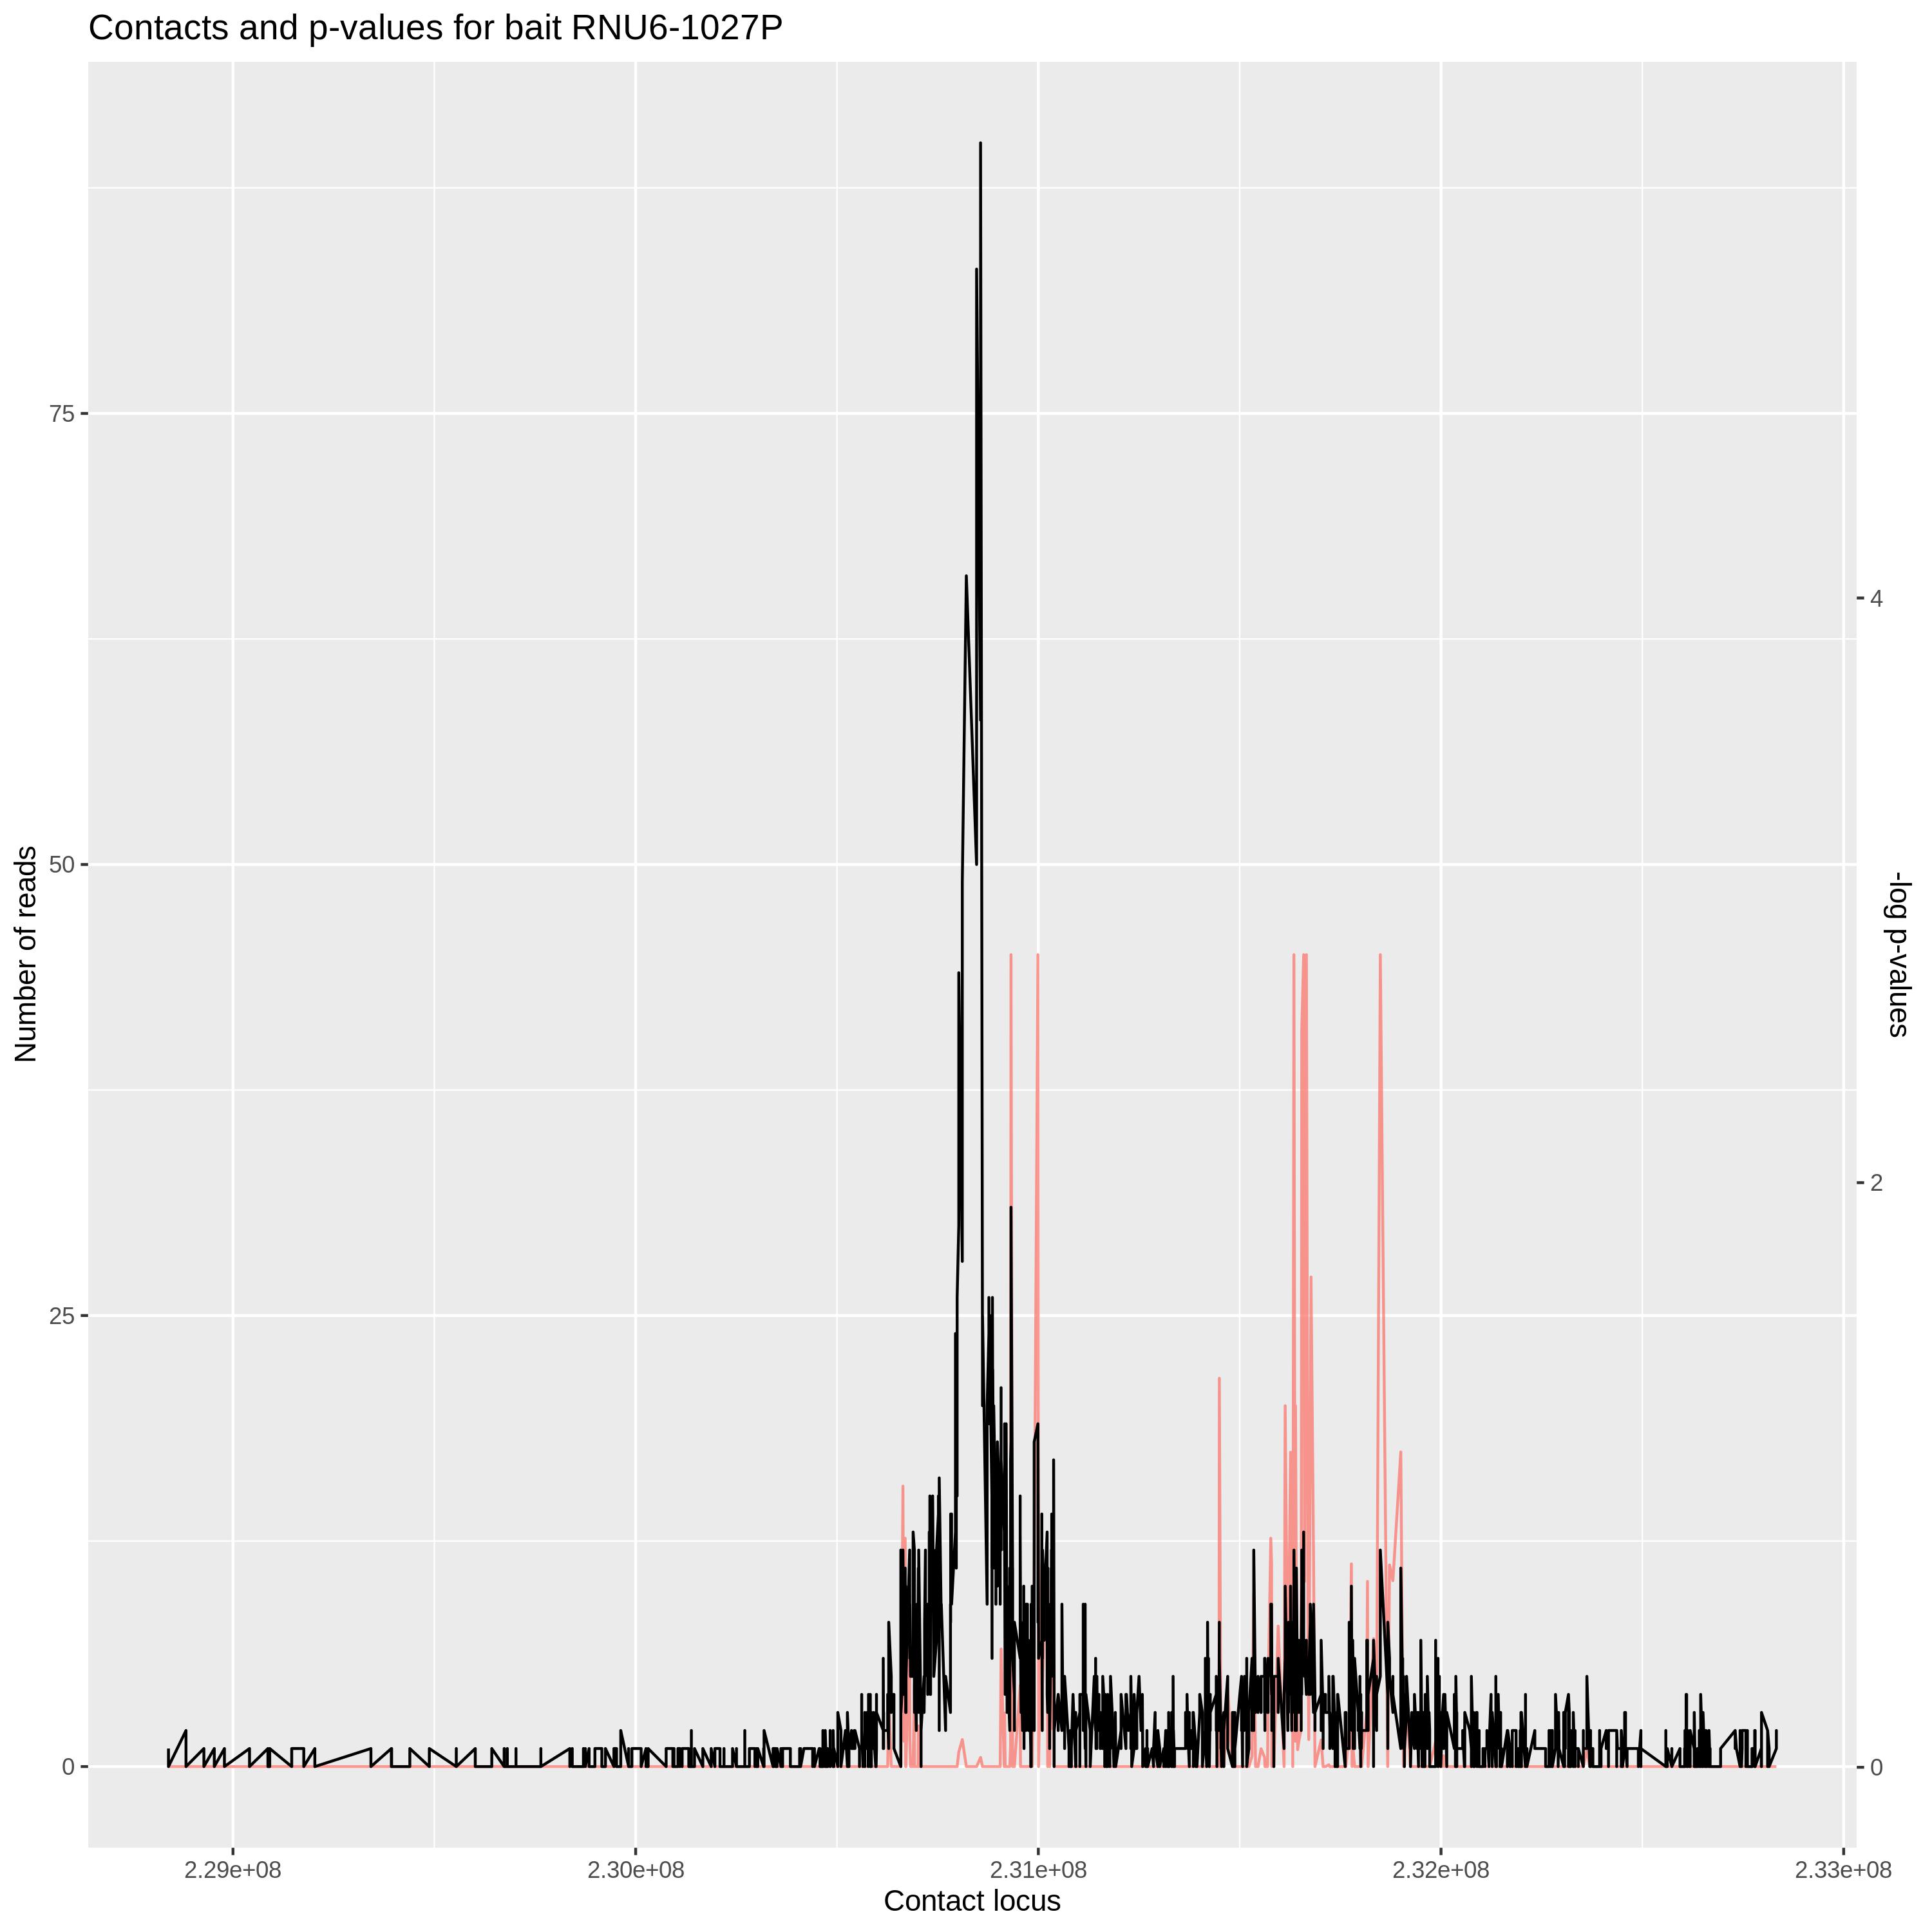 Contacts and p-values for bait RNU6-1027P
75
50
25
0
4
2
0
Number of reads
-log p-values
2.29e+08
2.30e+08
2.31e+08
2.32e+08
2.33e+08
Contact locus